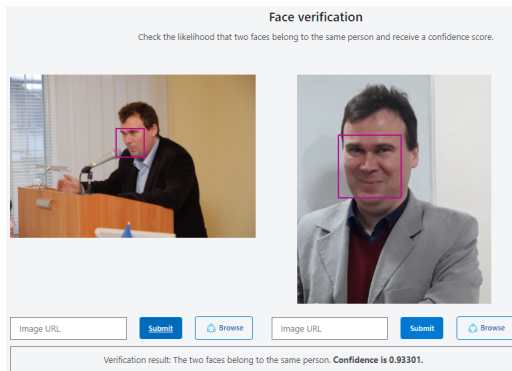 Face verification
Check the likelihood that two faces belong to the same person and receive a confidence score.
Image URL Submit Browse Image URL Submit Browse
Verification result: The two faces belong to the same person. Confidence is 0.93301.